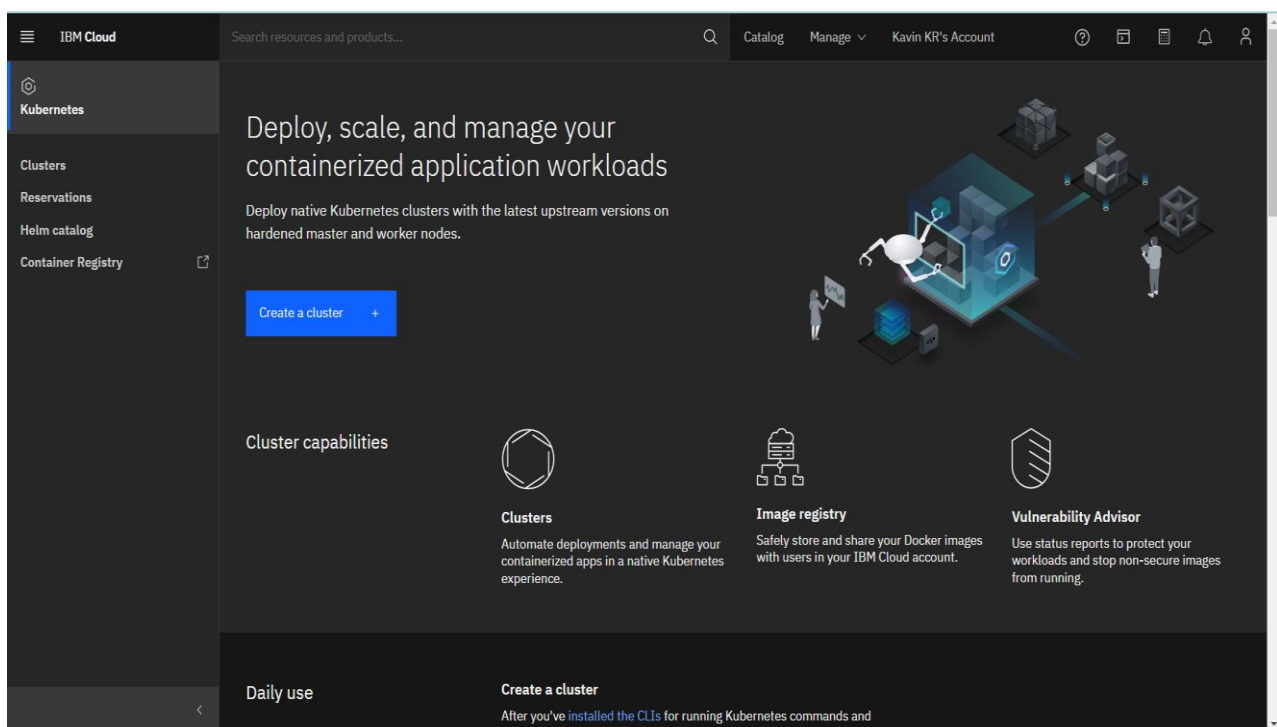 IBM Cloud
Search resources and products...
Catalog
Manage
Kavin KR's Account
Kubernetes
Clusters
Reservations
Helm catalog
Container Registry
Deploy, scale, and manage your
containerized application workloads
Deploy native Kubernetes clusters with the latest upstream versions on
hardened master and worker nodes.
Create a cluster +
Cluster capabilities
Clusters
Automate deployments and manage your
containerized apps in a native Kubernetes
experience.
Image registry
Safely store and share your Docker images
with users in your IBM Cloud account.
Vulnerability Advisor
Use status reports to protect your
workloads and stop non-secure images
from running.
Daily use
Create a cluster
After you've installed the CLIs for running Kubernetes commands and